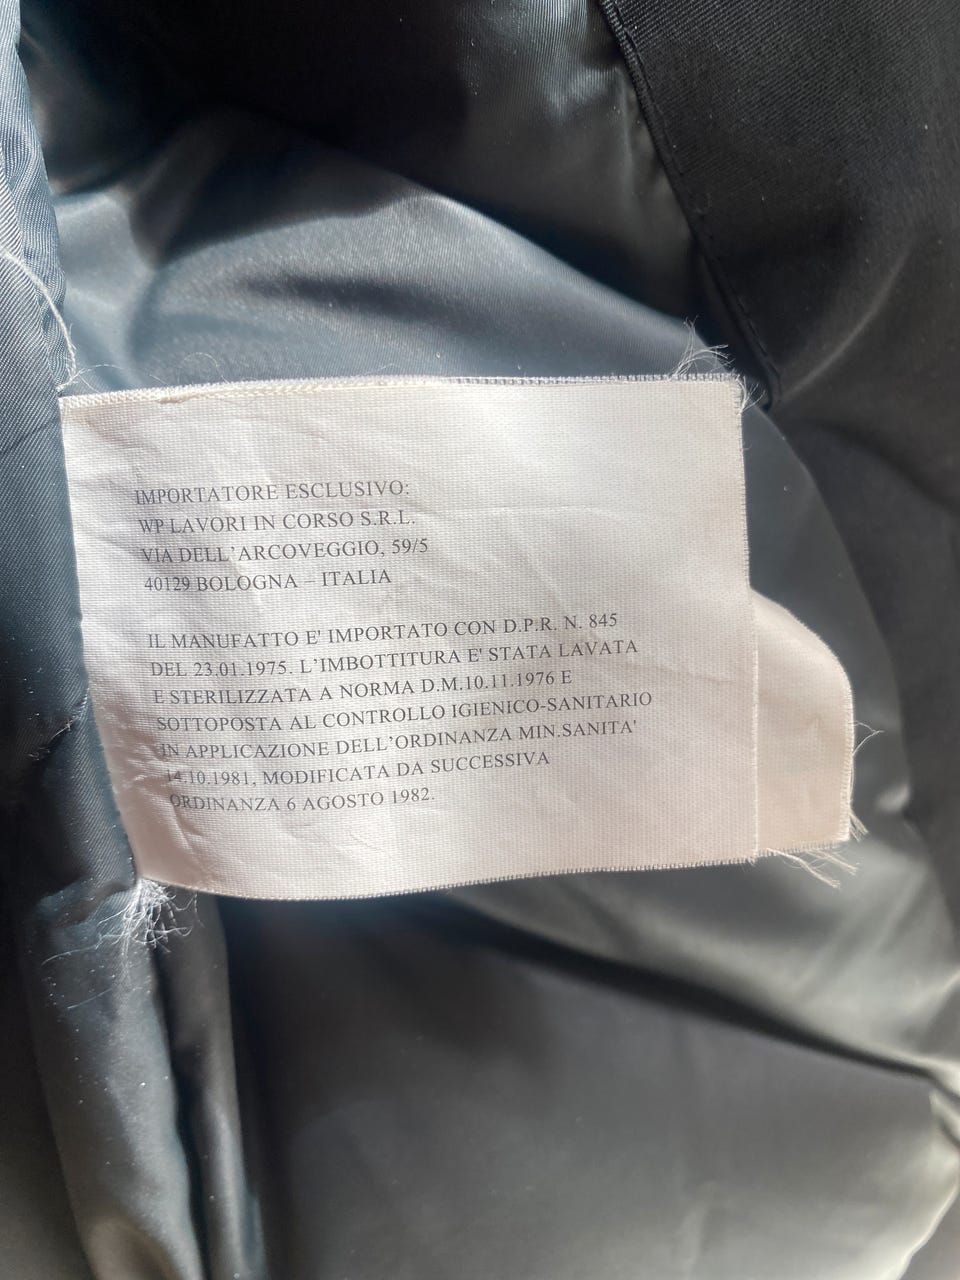 IMPORTATORE ESCLUSIVO:
WP LAVORI IN CORSO S.R.L.
VIA DELL'ARCOVEGGIO, 59/5
40129 BOLOGNA – ITALIA
IL MANUFATTO E' IMPORTATO CON D.P.R. N. 845
DEL 23.01.1975. L'IMBOTTITURA E' STATA LAVATA
E STERILIZZATA A NORMA D.M.10.11.1976 E
SOTTOPOSTA AL CONTROLLO IGIENICO-SANITARIO
IN APPLICAZIONE DELL'ORDINANZA MIN.SANITA'
14.10.1981, MODIFICATA DA SUCCESSIVA
ORDINANZA 6 AGOSTO 1982.